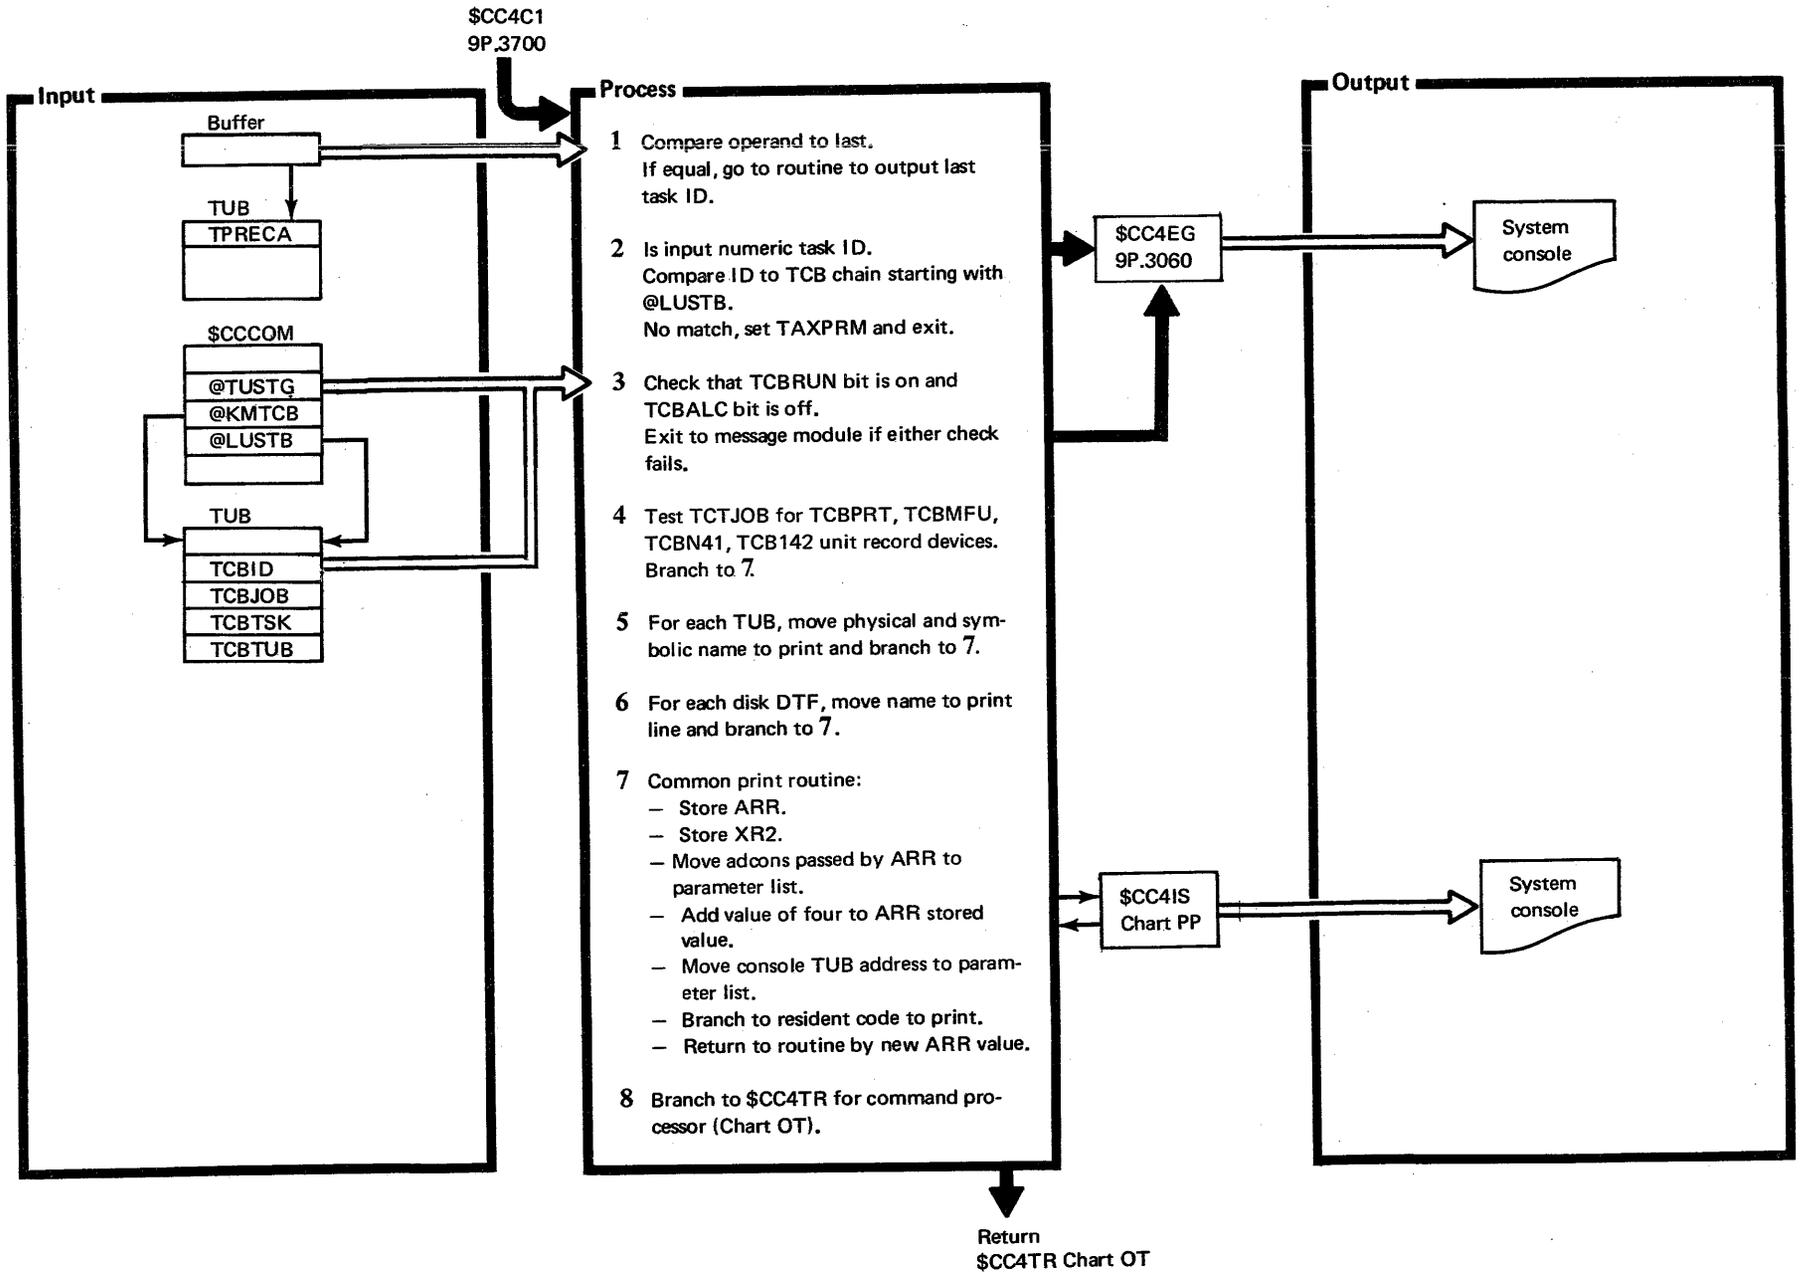 $CC4C1
9P.3700
Input
Buffer
TUB
TPRECA
$CCCOM
@TUSTG
@KMTCB
@LUSTB
TUB
TCBID
TCBJOB
TCBTSK
TCBTUB
Process
1 Compare operand to last.
If equal, go to routine to output last
task ID.
2 Is input numeric task ID.
Compare ID to TCB chain starting with
@LUSTB.
No match, set TAXPRM and exit.
3 Check that TCBRUN bit is on and
TCBALC bit is off.
Exit to message module if either check
fails.
4 Test TCTJOB for TCBPRT, TCBMFU,
TCBN41, TCB142 unit record devices.
Branch to 7.
5 For each TUB, move physical and sym-
bolic name to print and branch to 7.
6 For each disk DTF, move name to print
line and branch to 7.
7 Common print routine:
— Store ARR.
— Store XR2.
— Move adcons passed by ARR to
parameter list.
— Add value of four to ARR stored
value.
— Move console TUB address to param-
eter list.
— Branch to resident code to print.
— Return to routine by new ARR value.
8 Branch to $CC4TR for command pro-
cessor (Chart OT).
$CC4EG
9P.3060
$CC4IS
Chart PP
Output
System
console
System
console
Return
$CC4TR Chart OT